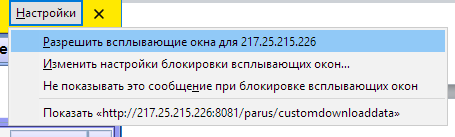 Настройки ×
Разрешить всплывающие окна для 217.25.215.226
Изменить настройки блокировки всплывающих окон...
Не показывать это сообщение при блокировке всплывающих окон
Показать «http://217.25.215.226:8081/parus/customdownloaddata»